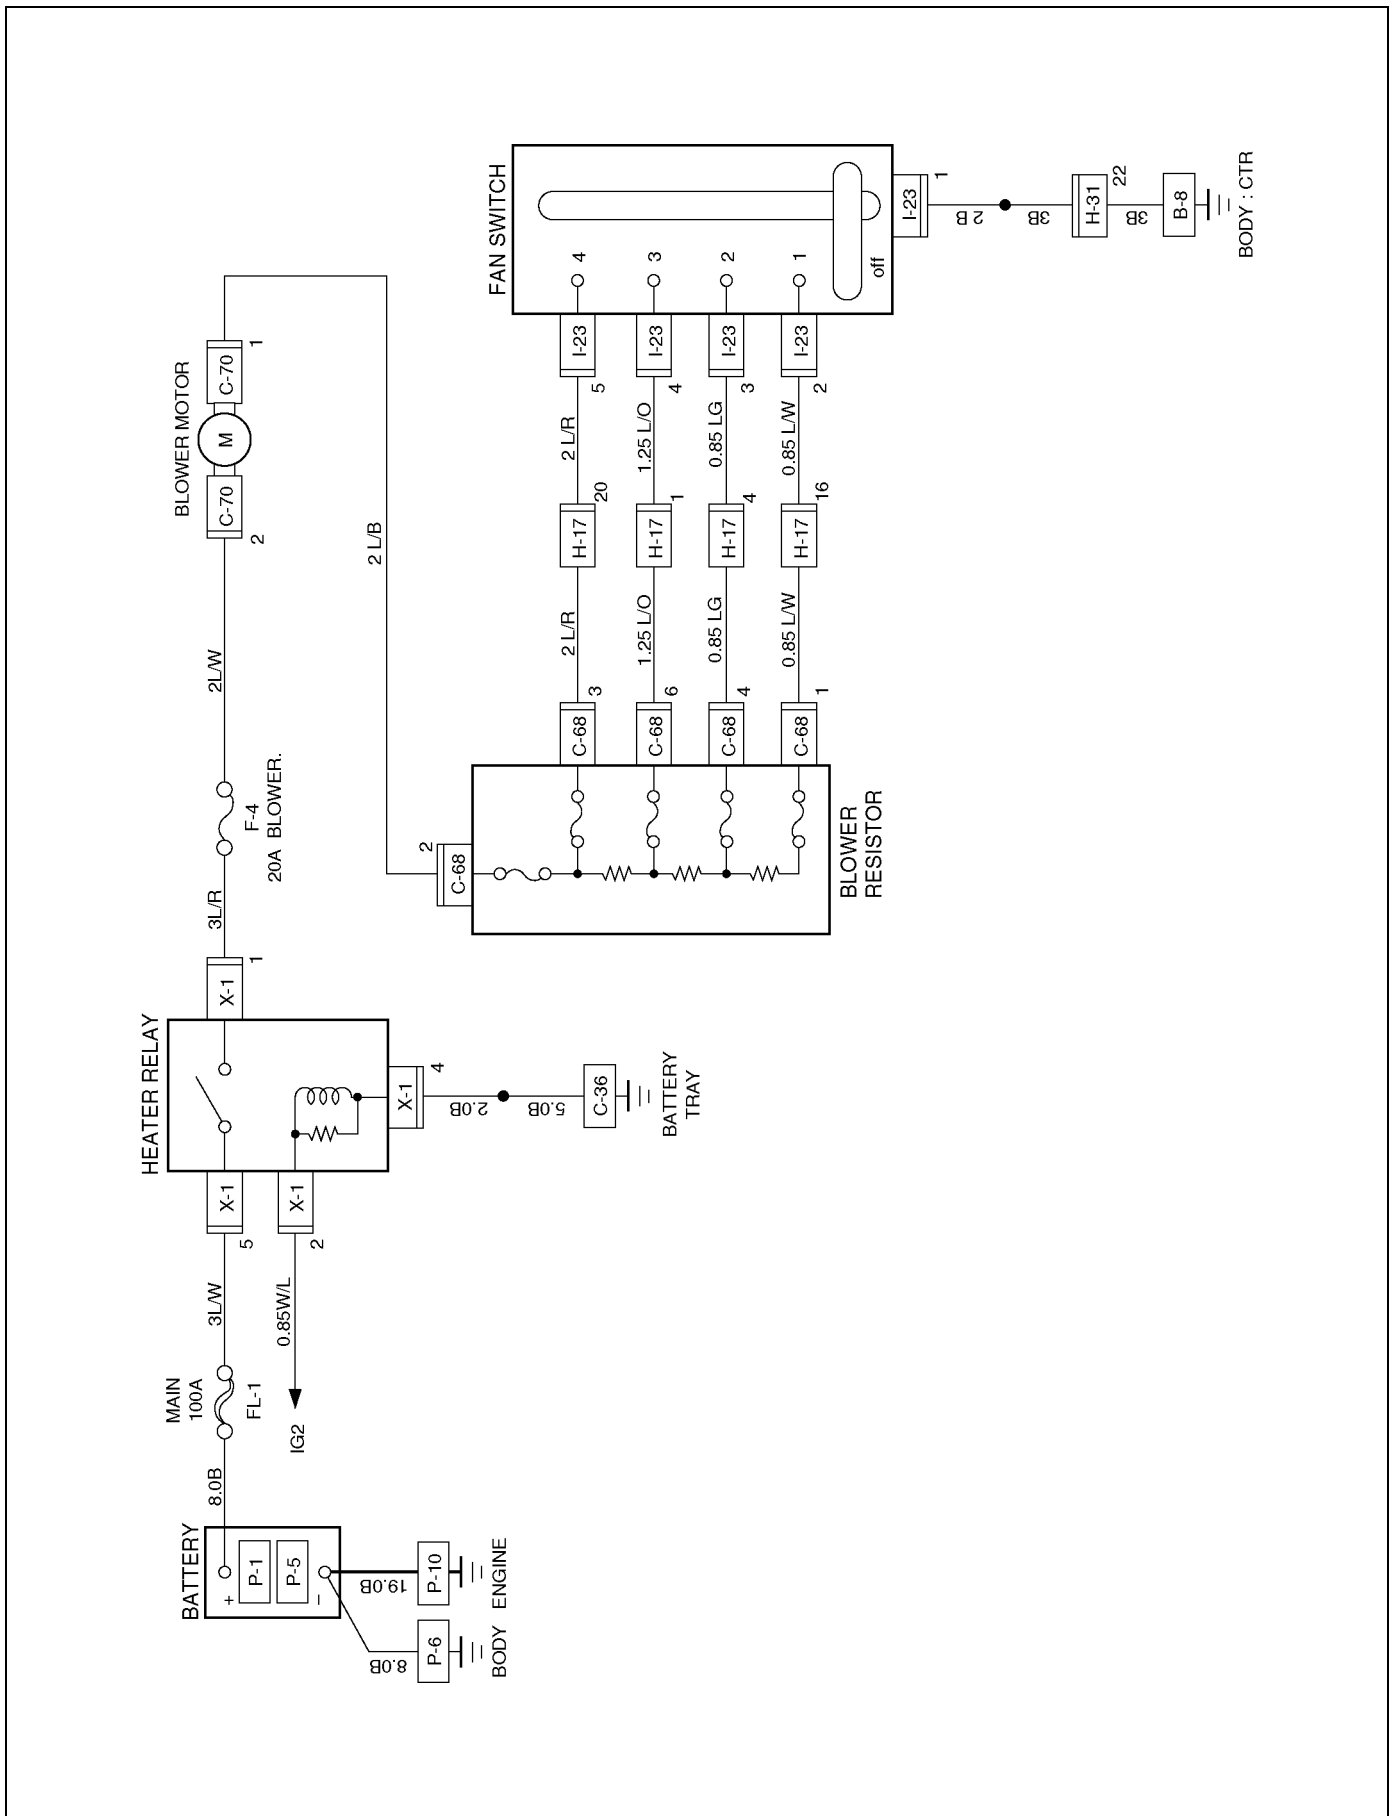 BATTERY
+
P-1
P-5
−
8.0B
P-6
BODY
19.0B
P-10
ENGINE
8.0B
MAIN
100A
FL-1
3L/W
IG2
0.85W/L
5
X-1
2
X-1
HEATER RELAY
X-1
4
2.0B
5.0B
C-36
BATTERY
TRAY
X-1
1
3L/R
F-4
20A BLOWER.
2L/W
BLOWER MOTOR
2
C-70
M
C-70
1
2 L/B
C-68
2
BLOWER
RESISTOR
C-68
3
2 L/R
H-17
20
2 L/R
5
I-23
C-68
6
1.25 L/O
H-17
1
1.25 L/O
4
I-23
C-68
4
0.85 LG
H-17
4
0.85 LG
3
I-23
C-68
1
0.85 L/W
H-17
16
0.85 L/W
2
I-23
FAN SWITCH
4
3
2
1
off
I-23
1
2 B
3B
H-31
22
3B
B-8
BODY : CTR